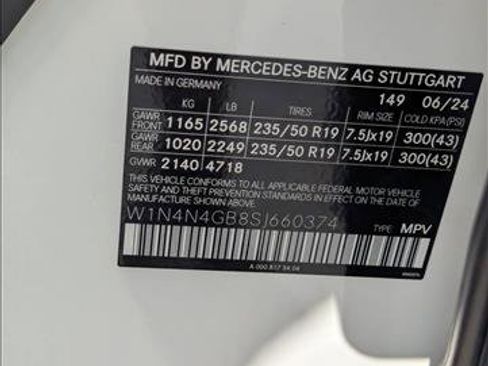 MFD BY MERCEDES-BENZ AG STUTTGART
MADE IN GERMANY 149 06/24
KG LB TIRES RIM SIZE COLD KPA(PSI)
GAWR FRONT 1165 2568 235/50 R19 7.5Jx19 300(43)
GAWR REAR 1020 2249 235/50 R19 7.5Jx19 300(43)
GVWR 2140 4718
THIS VEHICLE CONFORMS TO ALL APPLICABLE FEDERAL MOTOR VEHICLE
SAFETY AND THEFT PREVENTION STANDARDS IN EFFECT ON THE DATE OF
MANUFACTURE SHOWN ABOVE.
W1N4N4GB8SJ660374 TYPE: MPV
A 000 817 34 04